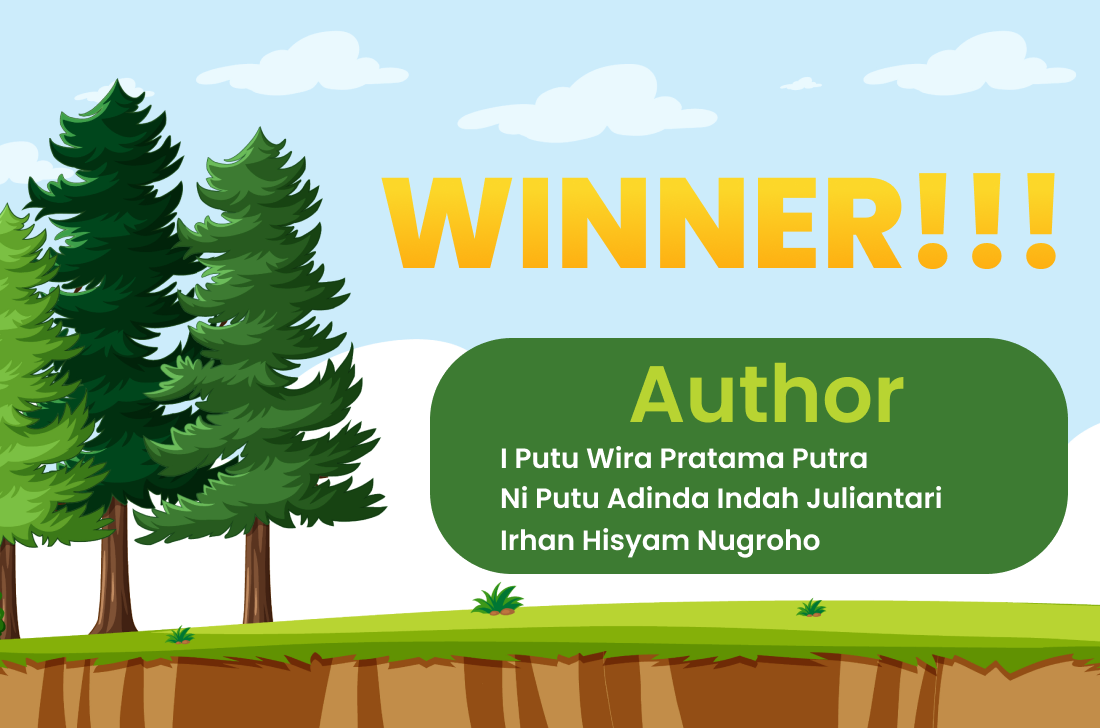 WINNER!!!
Author
I Putu Wira Pratama Putra
Ni Putu Adinda Indah Juliantari
Irhan Hisyam Nugroho